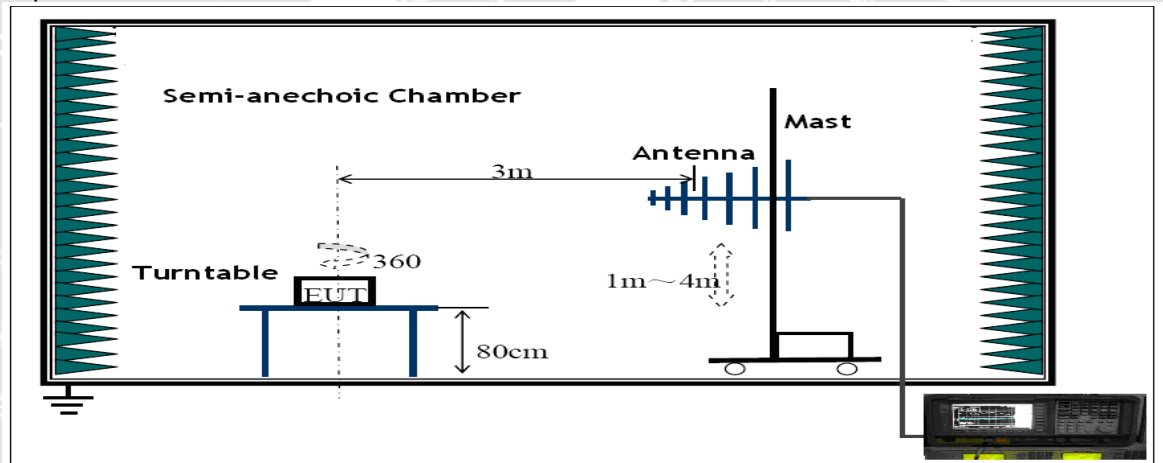 Semi-anechoic Chamber
Mast
Antenna
3m
360
Turntable
1m～4m
EUT
80cm